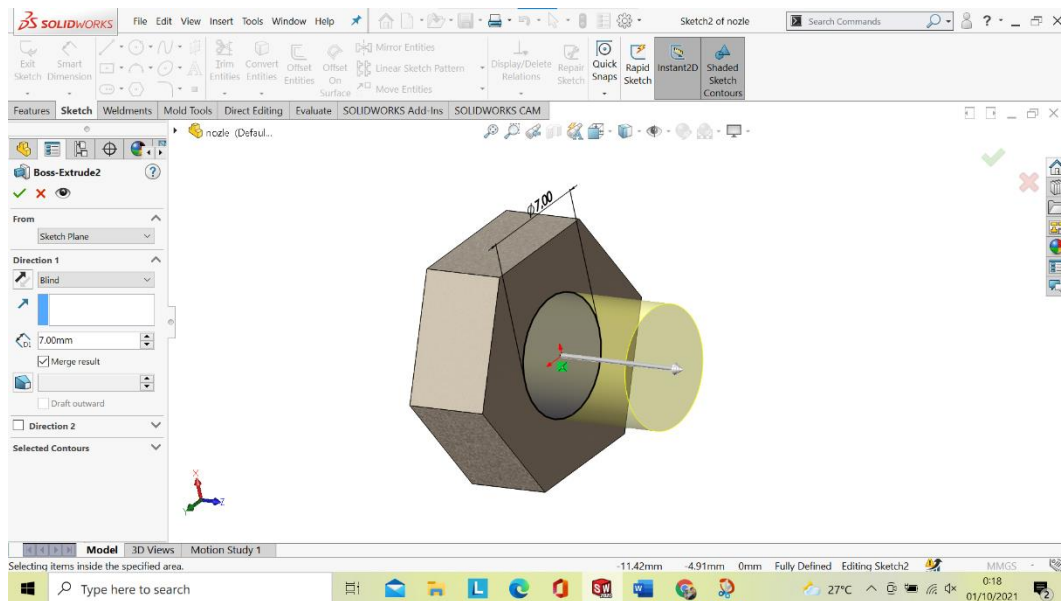 SOLIDWORKS File Edit View Insert Tools Window Help Sketch2 of nozle Search Commands ?
Exit Sketch
Smart Dimension
Trim Entities
Convert Entities
Offset Entities
Offset On Surface
Mirror Entities
Linear Sketch Pattern
Move Entities
Display/Delete Relations
Repair Sketch
Quick Snaps
Rapid Sketch
Instant2D
Shaded Sketch Contours
Features Sketch Weldments Mold Tools Direct Editing Evaluate SOLIDWORKS Add-Ins SOLIDWORKS CAM
nozle (Defaul...
Boss-Extrude2 ?
From
Sketch Plane
Direction 1
Blind
D1 7.00mm
Merge result
Draft outward
Direction 2
Selected Contours
Ø7.00
X
Y
Z
Model 3D Views Motion Study 1
Selecting items inside the specified area. -11.42mm -4.91mm 0mm Fully Defined Editing Sketch2 MMGS
Type here to search
27°C
0:18
01/10/2021
2